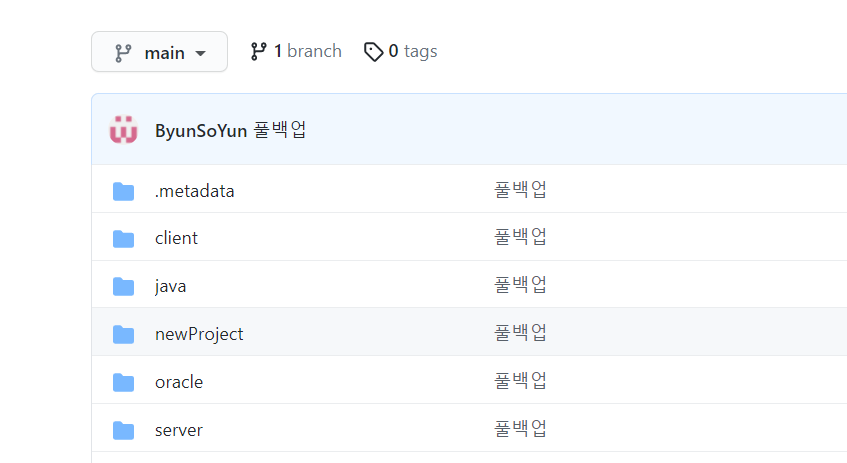 main 1 branch 0 tags
ByunSoYun 풀백업
.metadata 풀백업
client 풀백업
java 풀백업
newProject 풀백업
oracle 풀백업
server 풀백업